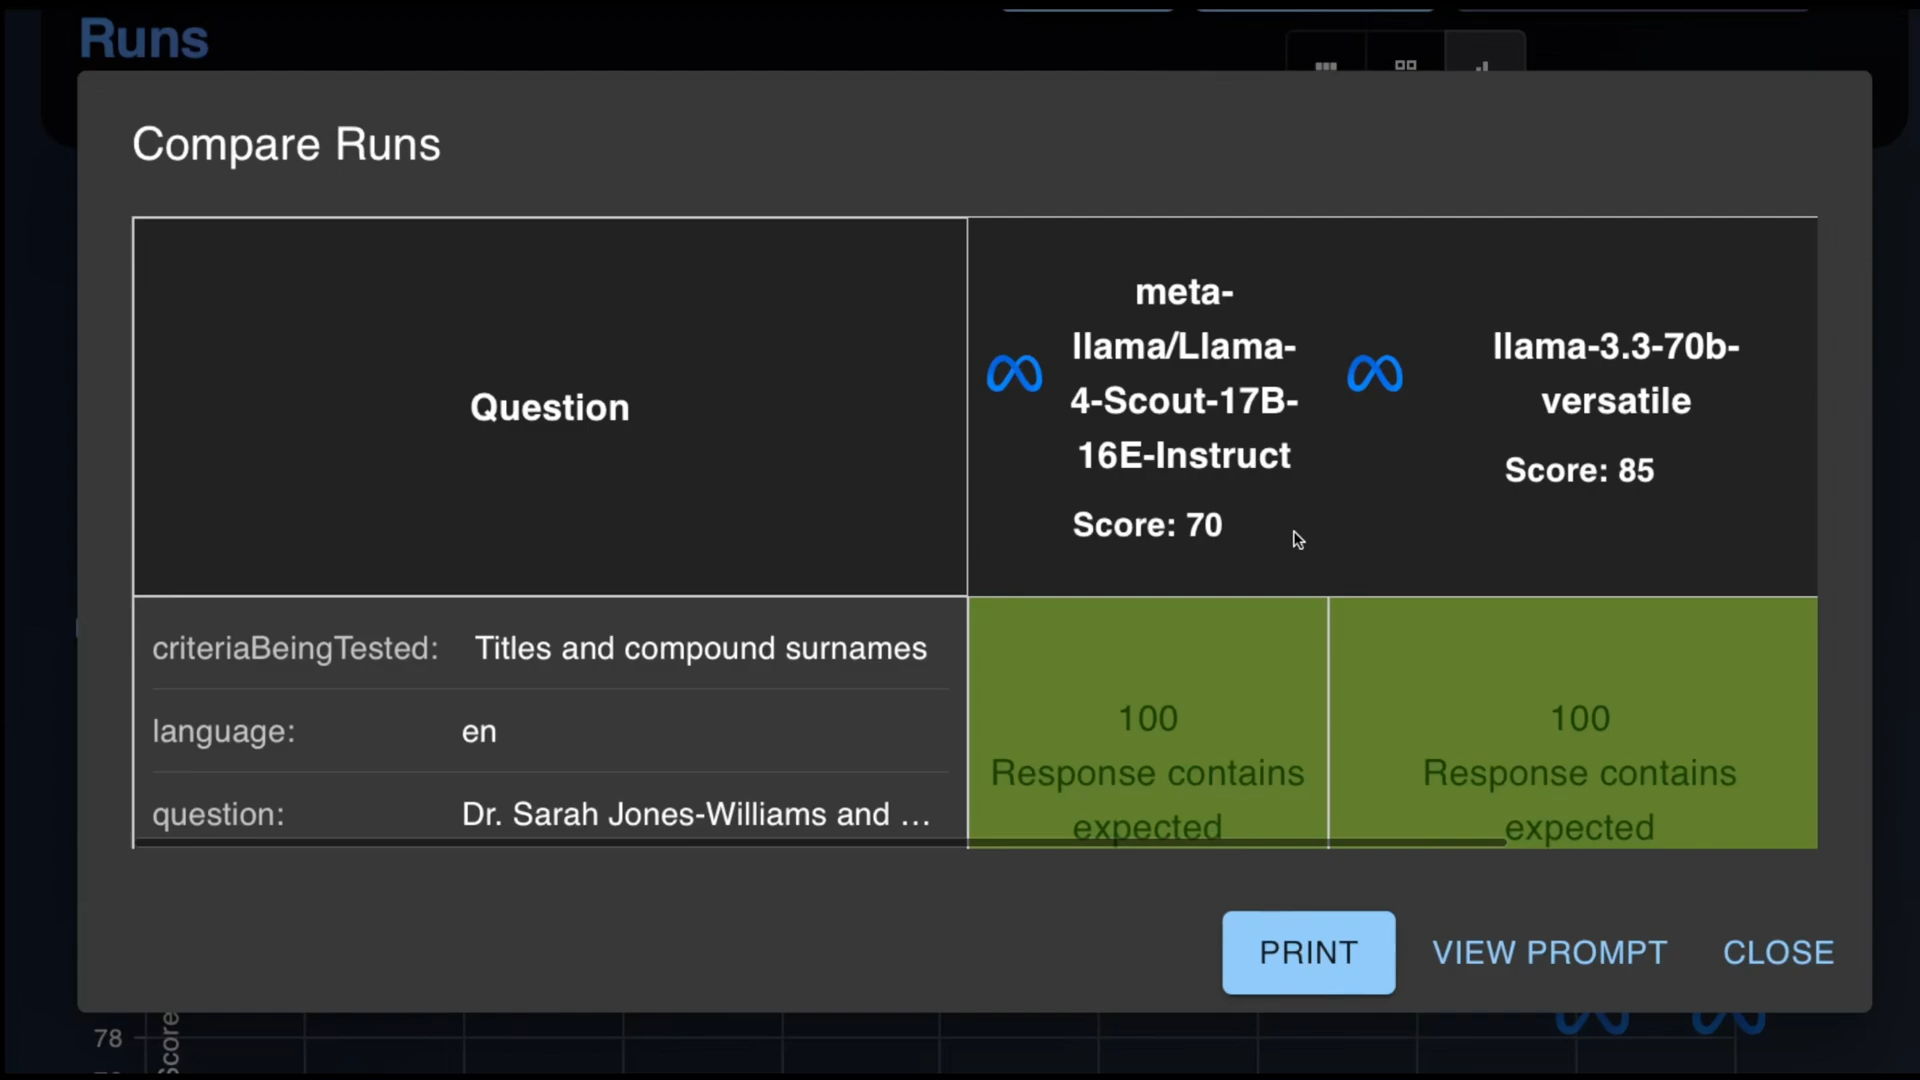 Runs
Compare Runs
Question
meta-
llama/Llama-
4-Scout-17B-
16E-Instruct
Score: 70
llama-3.3-70b-
versatile
Score: 85
criteriaBeingTested: Titles and compound surnames
language: en
question: Dr. Sarah Jones-Williams and ...
100
Response contains
expected
100
Response contains
expected
PRINT
VIEW PROMPT
CLOSE
78
Score